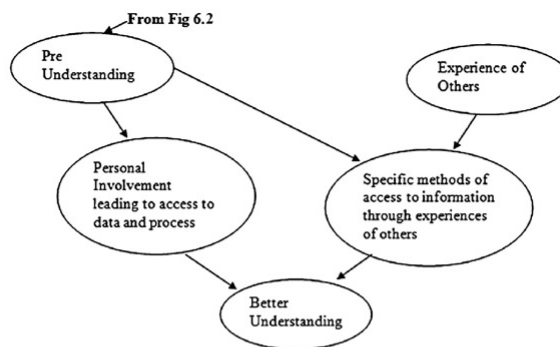 From Fig 6.2
Pre
Understanding
Experience of
Others
Personal
Involvement
leading to access to
data and process
Specific methods of
access to information
through experiences
of others
Better
Understanding